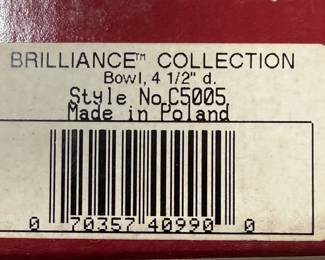 BRILLIANCE™ COLLECTION
Bowl, 4 1/2" d.
Style No.C5005
Made in Poland
0 70357 40990 0